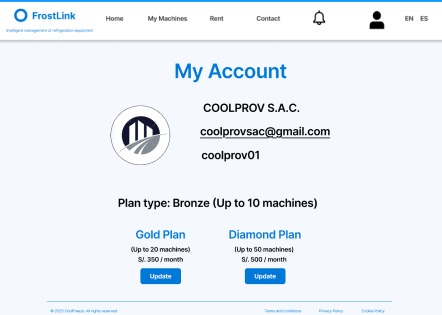 FrostLink
Home
My Machines
Rent
Contact
EN
ES
Intelligent management of refrigeration equipment
My Account
COOLPROV S.A.C.
coolprovsac@gmail.com
coolprov01
Plan type: Bronze (Up to 10 machines)
Gold Plan
Diamond Plan
(Up to 20 machines)
(Up to 50 machines)
S/. 350 / month
S/. 500 / month
Update
Update
© 2025 CoolFreeze. All rights reserved.
Terms and conditions
Privacy Policy
Cookie Policy